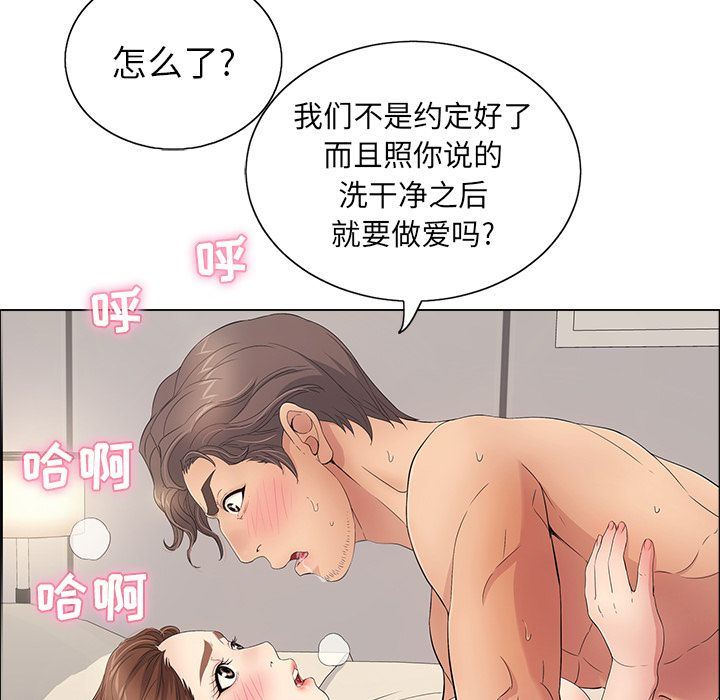 怎么了?
我们不是约定好了
而且照你说的
洗干净之后
就要做爱吗?
呼
呼
哈啊
哈啊